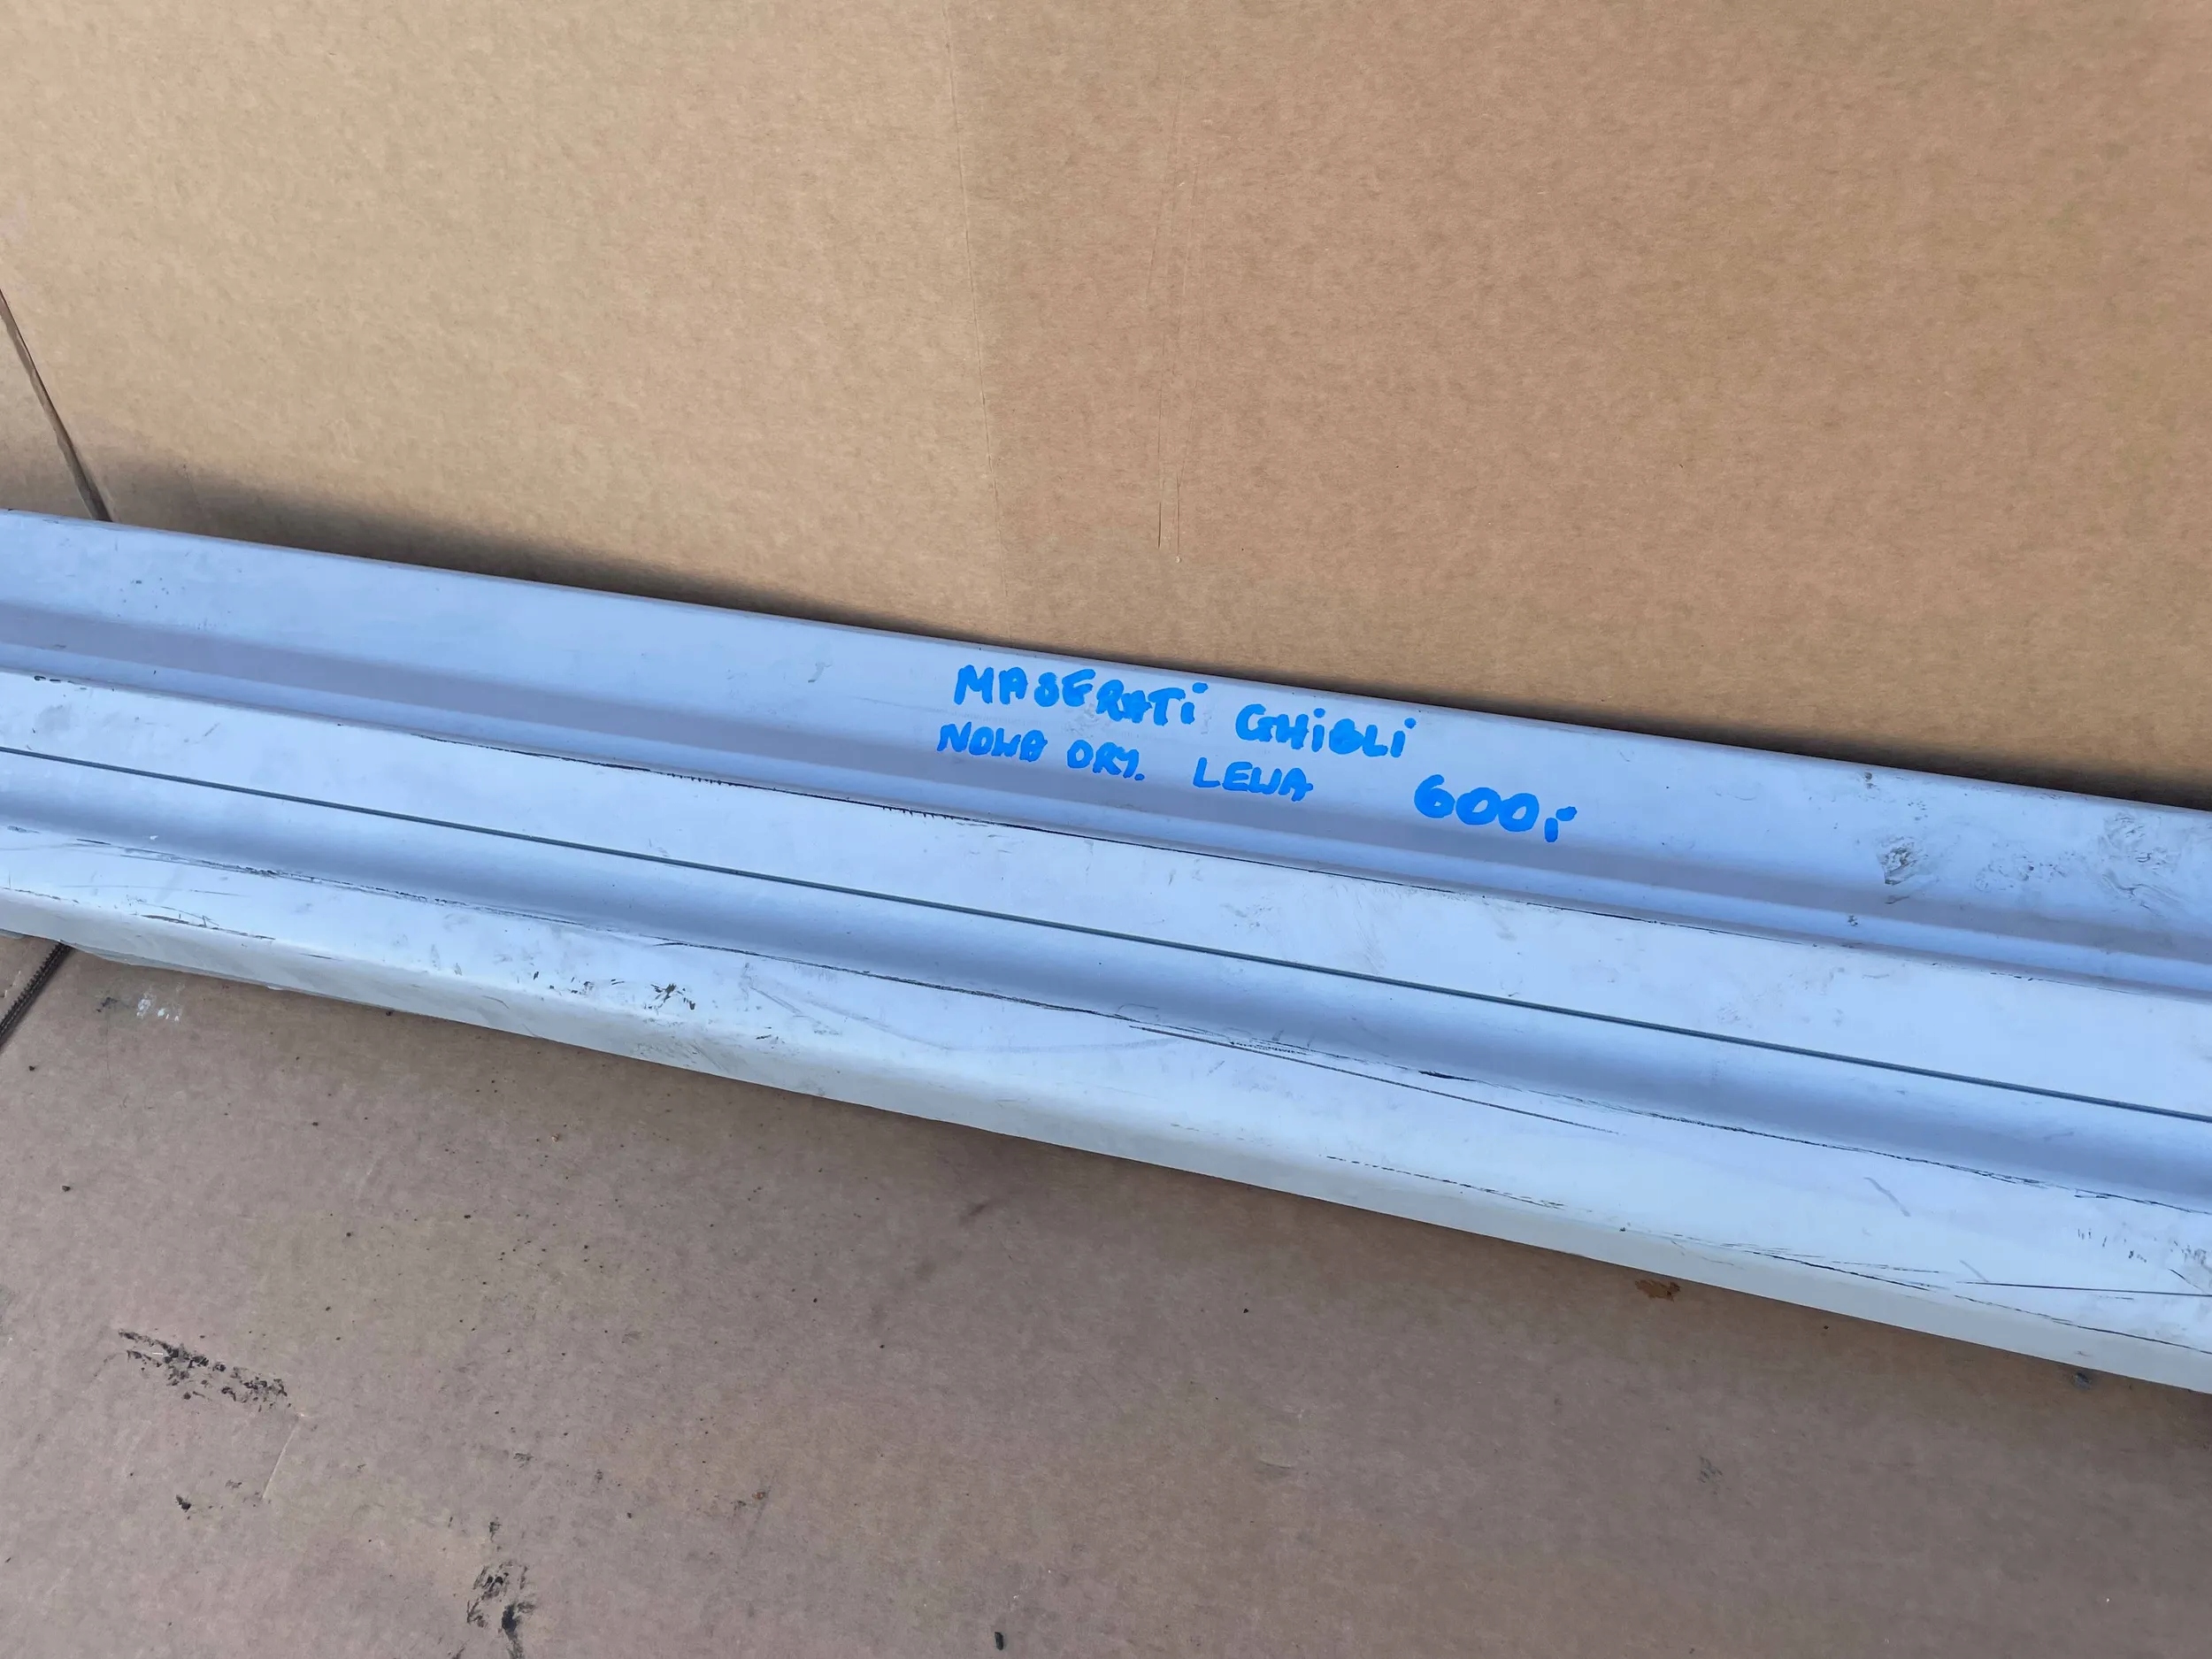 MASERATi GHiBLi
NOWA ORY. LEWA 600,-